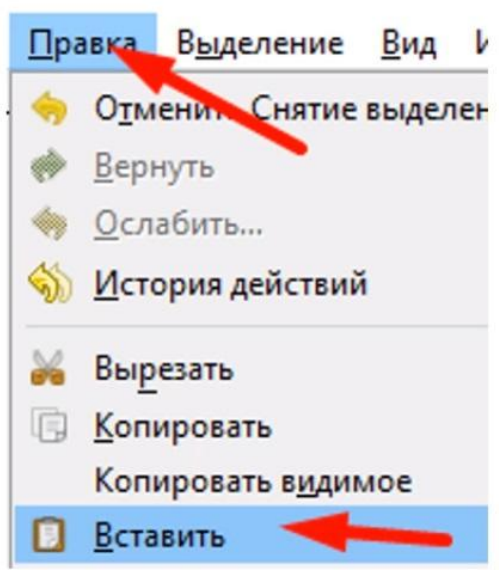 Правка Выделение Вид И
Отменить Снятие выделен
Вернуть
Ослабить...
История действий
Вырезать
Копировать
Копировать видимое
Вставить